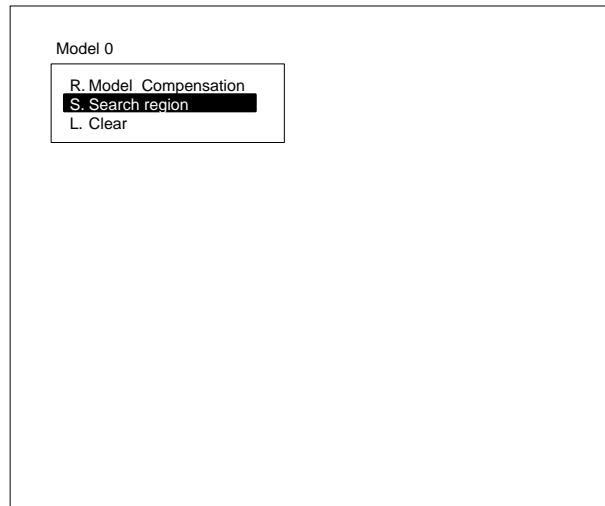 Model 0
R. Model Compensation
S. Search region
L. Clear